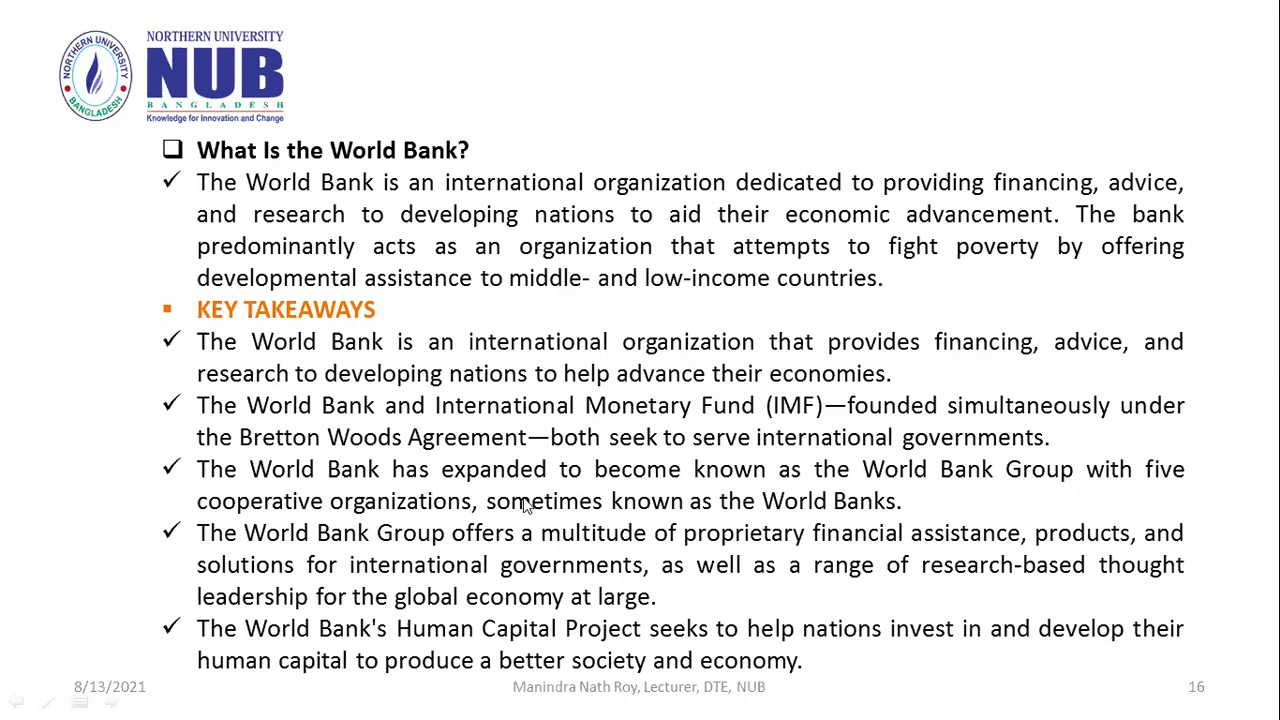 NORTHERN UNIVERSITY
BANGLADESH
NORTHERN UNIVERSITY
NUB
BANGLADESH
Knowledge for Innovation and Change
What Is the World Bank?
The World Bank is an international organization dedicated to providing financing, advice,
and research to developing nations to aid their economic advancement. The bank
predominantly acts as an organization that attempts to fight poverty by offering
developmental assistance to middle- and low-income countries.
KEY TAKEAWAYS
The World Bank is an international organization that provides financing, advice, and
research to developing nations to help advance their economies.
The World Bank and International Monetary Fund (IMF)—founded simultaneously under
the Bretton Woods Agreement—both seek to serve international governments.
The World Bank has expanded to become known as the World Bank Group with five
cooperative organizations, sometimes known as the World Banks.
The World Bank Group offers a multitude of proprietary financial assistance, products, and
solutions for international governments, as well as a range of research-based thought
leadership for the global economy at large.
The World Bank's Human Capital Project seeks to help nations invest in and develop their
human capital to produce a better society and economy.
8/13/2021
Manindra Nath Roy, Lecturer, DTE, NUB
16